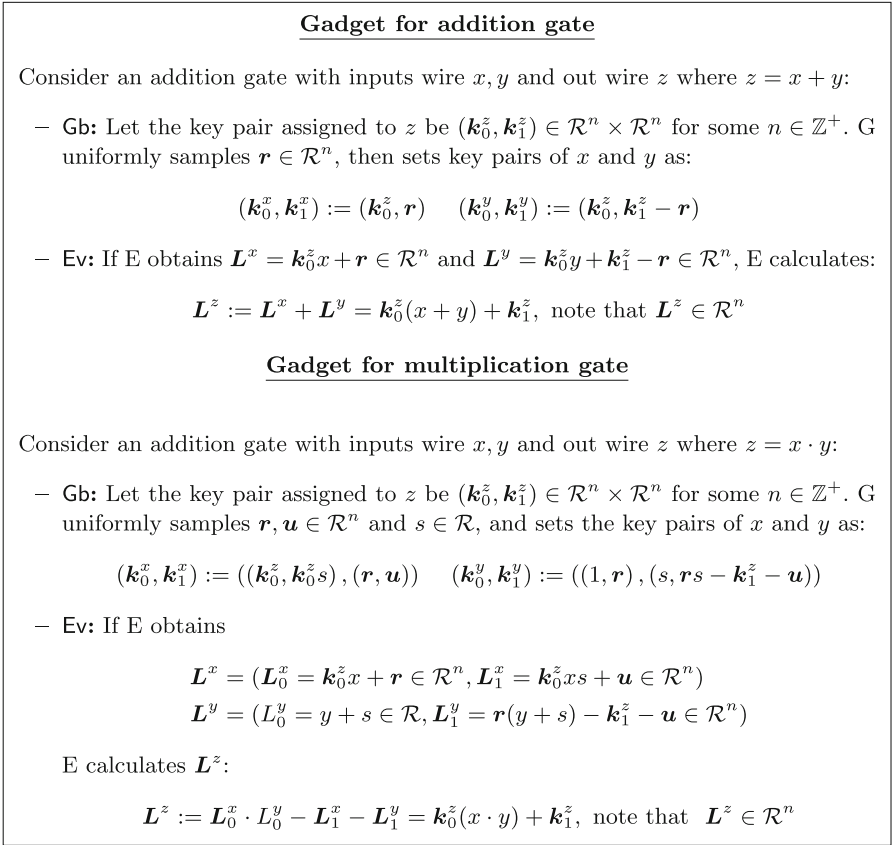 Gadget for addition gate
Consider an addition gate with inputs wire x, y and out wire z where z = x + y:
– Gb: Let the key pair assigned to z be (k₀ᶻ, k₁ᶻ) ∈ ℛⁿ × ℛⁿ for some n ∈ ℤ⁺. G
uniformly samples r ∈ ℛⁿ, then sets key pairs of x and y as:
(k₀ˣ, k₁ˣ) := (k₀ᶻ, r) (k₀ʸ, k₁ʸ) := (k₀ᶻ, k₁ᶻ − r)
– Ev: If E obtains Lˣ = k₀ᶻx + r ∈ ℛⁿ and Lʸ = k₀ᶻy + k₁ᶻ − r ∈ ℛⁿ, E calculates:
Lᶻ := Lˣ + Lʸ = k₀ᶻ(x + y) + k₁ᶻ, note that Lᶻ ∈ ℛⁿ
Gadget for multiplication gate
Consider an addition gate with inputs wire x, y and out wire z where z = x · y:
– Gb: Let the key pair assigned to z be (k₀ᶻ, k₁ᶻ) ∈ ℛⁿ × ℛⁿ for some n ∈ ℤ⁺. G
uniformly samples r, u ∈ ℛⁿ and s ∈ ℛ, and sets the key pairs of x and y as:
(k₀ˣ, k₁ˣ) := ((k₀ᶻ, k₀ᶻs) , (r, u)) (k₀ʸ, k₁ʸ) := ((1, r) , (s, rs − k₁ᶻ − u))
– Ev: If E obtains
Lˣ = (L₀ˣ = k₀ᶻx + r ∈ ℛⁿ, L₁ˣ = k₀ᶻxs + u ∈ ℛⁿ)
Lʸ = (L₀ʸ = y + s ∈ ℛ, L₁ʸ = r(y + s) − k₁ᶻ − u ∈ ℛⁿ)
E calculates Lᶻ:
Lᶻ := L₀ˣ · L₀ʸ − L₁ˣ − L₁ʸ = k₀ᶻ(x · y) + k₁ᶻ, note that Lᶻ ∈ ℛⁿ